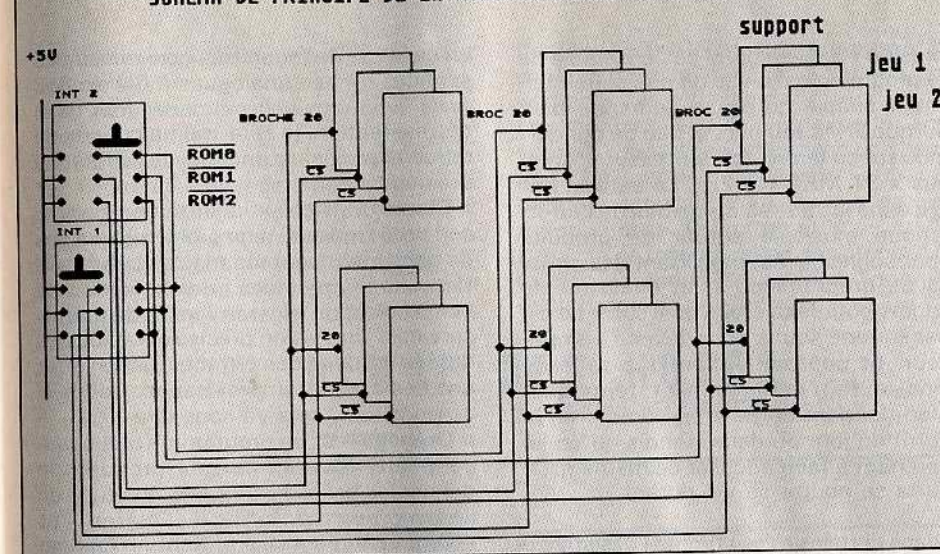 support
+5V
jeu 1
INT 2
jeu 2
BROCHE 20
BROC 20
BROC 20
ROM0
CS
CS
CS
ROM1
CS
CS
CS
ROM2
INT 1
20
20
20
CS
CS
CS
CS
CS
CS